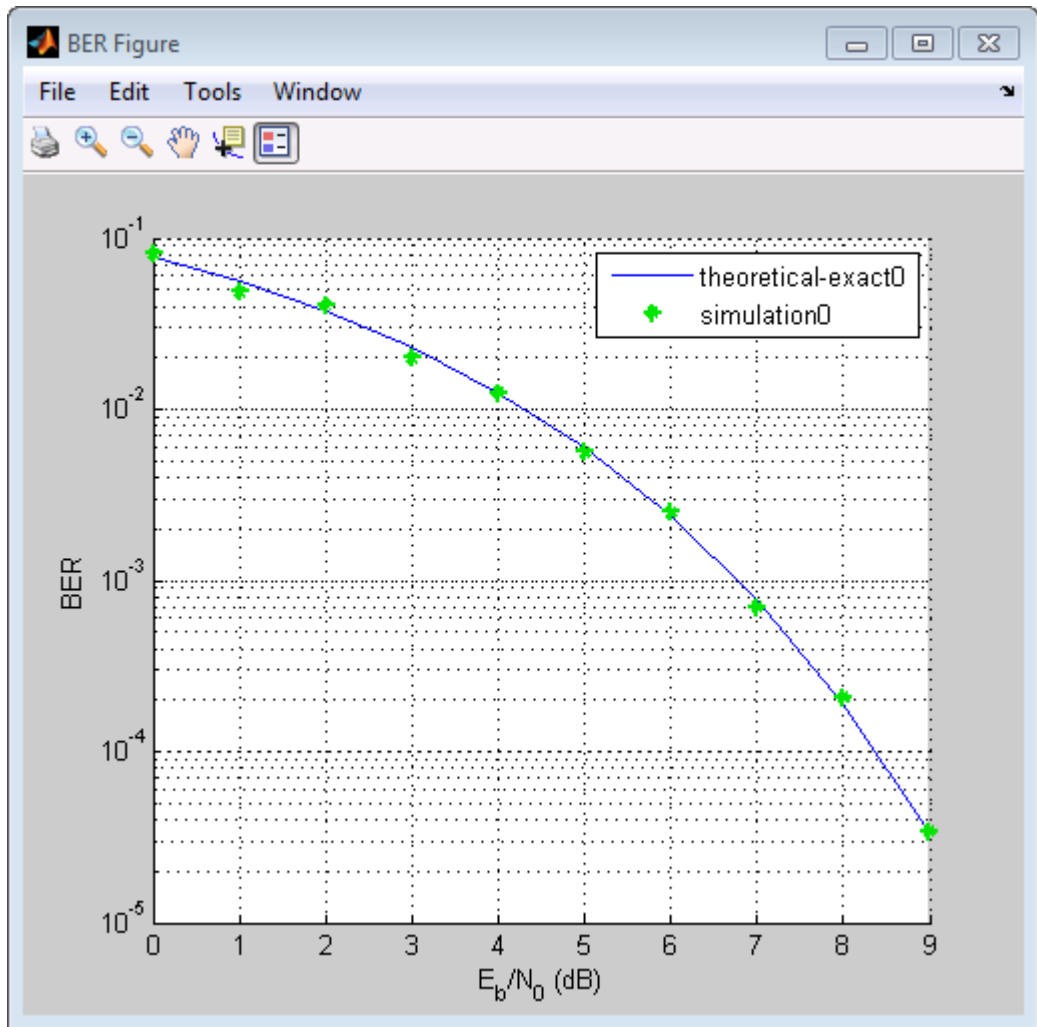 BER Figure
File Edit Tools Window
10^-1
10^-2
10^-3
10^-4
10^-5
BER
theoretical-exact0
simulation0
0 1 2 3 4 5 6 7 8 9
E_b/N_0 (dB)